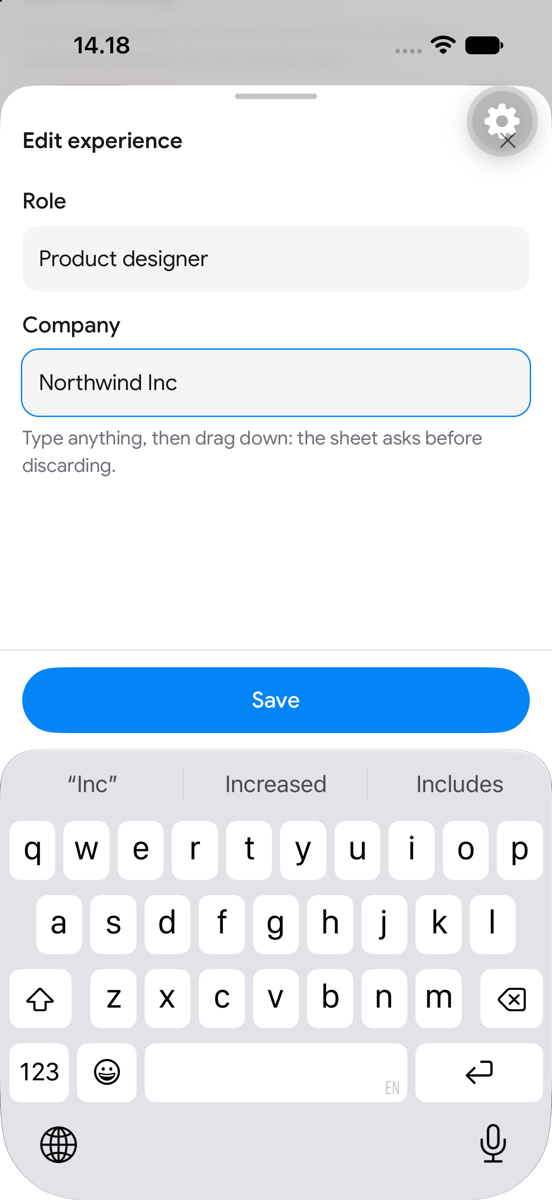 14.18
Edit experience
Role
Product designer
Company
Northwind Inc
Type anything, then drag down: the sheet asks before
discarding.
Save
“Inc” Increased Includes
q w e r t y u i o p
a s d f g h j k l
z x c v b n m
123 EN